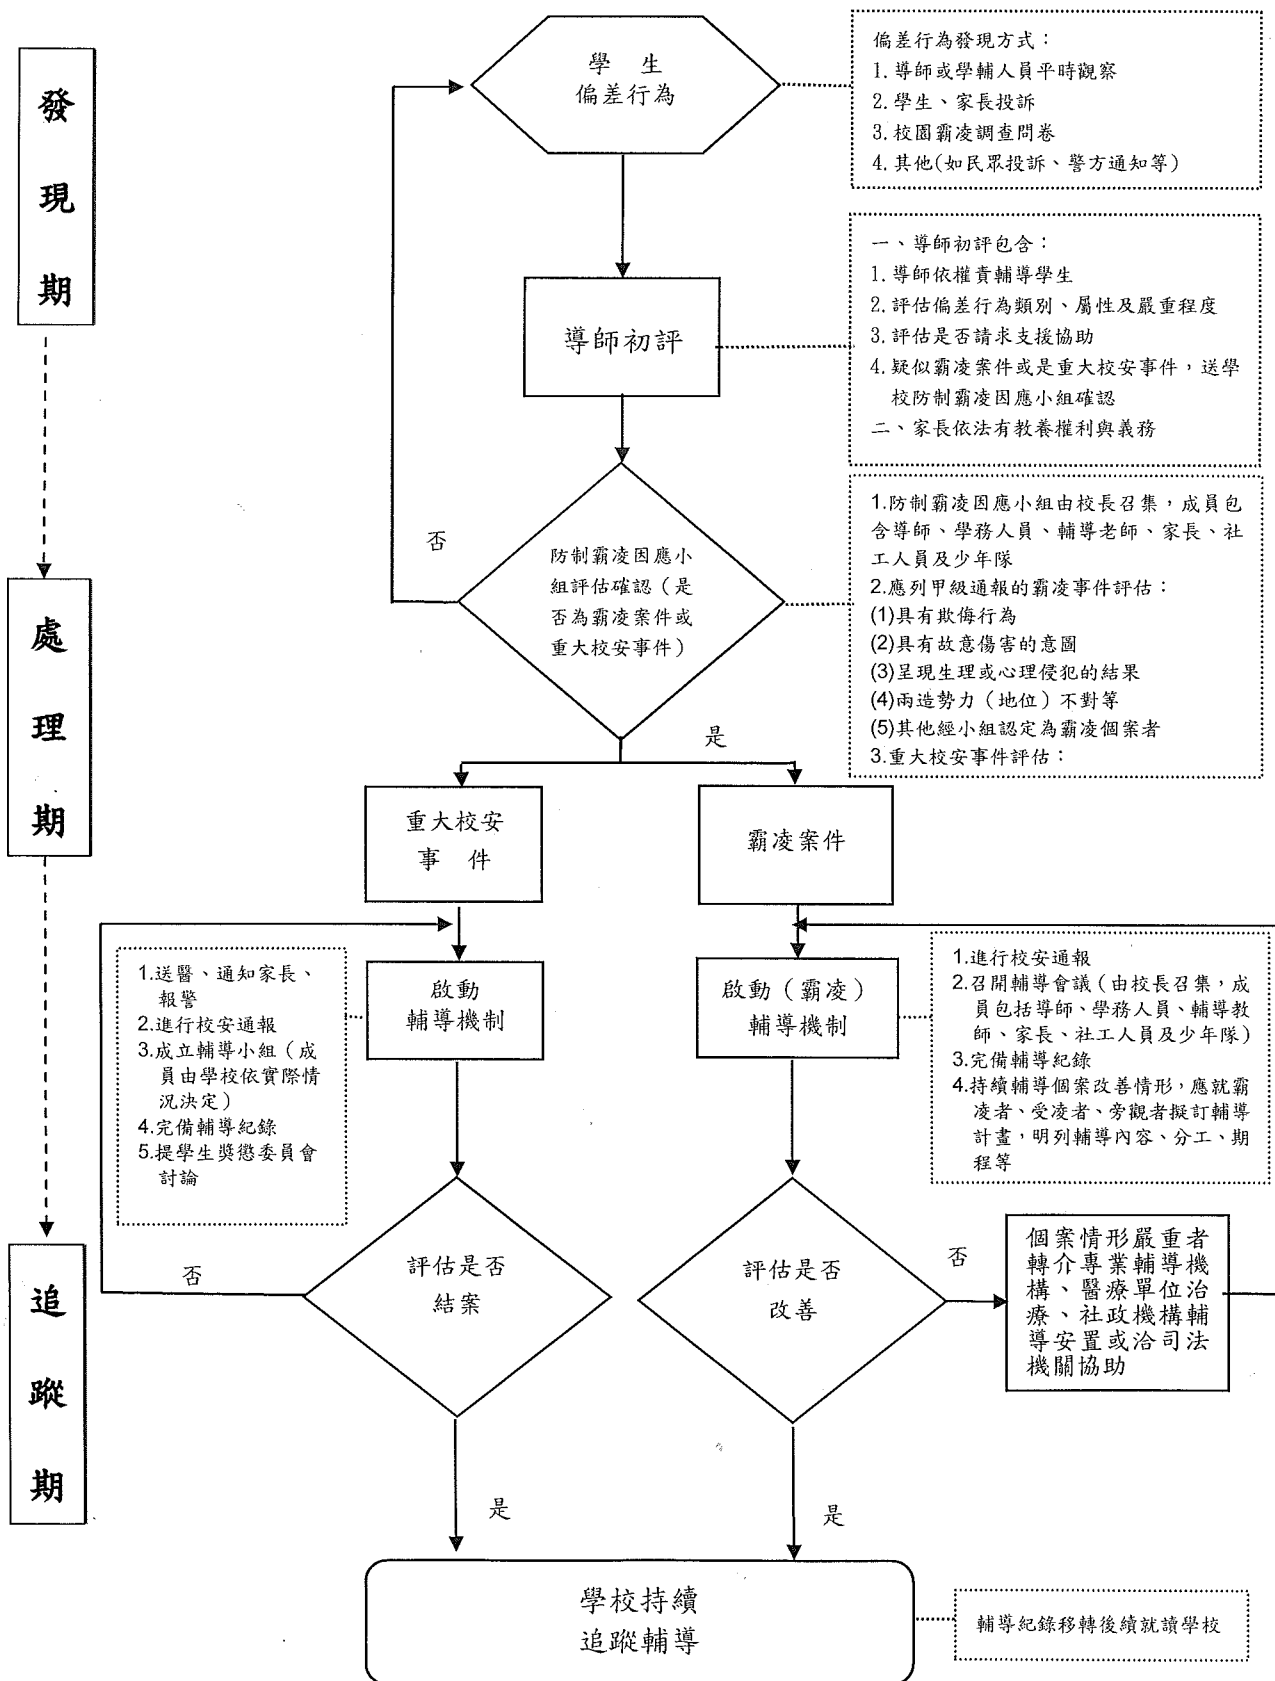 發現期
處理期
追蹤期
學 生
偏差行為
偏差行為發現方式：
1. 導師或學輔人員平時觀察
2. 學生、家長投訴
3. 校園霸凌調查問卷
4. 其他(如民眾投訴、警方通知等)
導師初評
一、導師初評包含：
1. 導師依權責輔導學生
2. 評估偏差行為類別、屬性及嚴重程度
3. 評估是否請求支援協助
4. 疑似霸凌案件或是重大校安事件，送學
校防制霸凌因應小組確認
二、家長依法有教養權利與義務
否
防制霸凌因應小
組評估確認（是
否為霸凌案件或
重大校安事件）
1.防制霸凌因應小組由校長召集，成員包
含導師、學務人員、輔導老師、家長、社
工人員及少年隊
2.應列甲級通報的霸凌事件評估：
(1)具有欺侮行為
(2)具有故意傷害的意圖
(3)呈現生理或心理侵犯的結果
(4)兩造勢力（地位）不對等
(5)其他經小組認定為霸凌個案者
3.重大校安事件評估：
是
重大校安
事 件
霸凌案件
1.送醫、通知家長、
報警
2.進行校安通報
3.成立輔導小組（成
員由學校依實際情
況決定）
4.完備輔導紀錄
5.提學生獎懲委員會
討論
啟動
輔導機制
啟動（霸凌）
輔導機制
1.進行校安通報
2.召開輔導會議（由校長召集，成
員包括導師、學務人員、輔導教
師、家長、社工人員及少年隊）
3.完備輔導紀錄
4.持續輔導個案改善情形，應就霸
凌者、受凌者、旁觀者擬訂輔導
計畫，明列輔導內容、分工、期
程等
否
評估是否
結案
評估是否
改善
否
個案情形嚴重者
轉介專業輔導機
構、醫療單位治
療、社政機構輔
導安置或洽司法
機關協助
是
是
學校持續
追蹤輔導
輔導紀錄移轉後續就讀學校